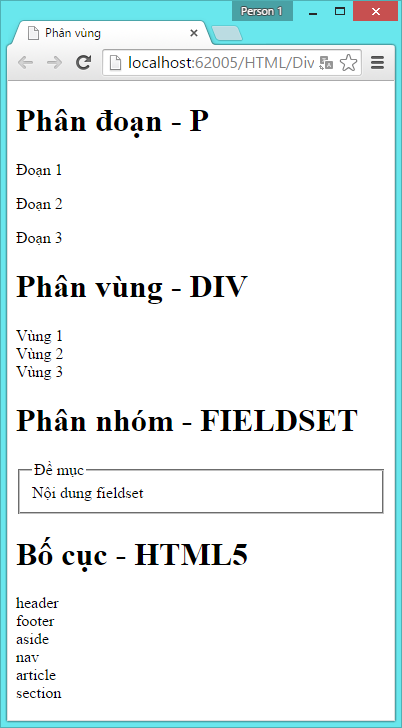 Person 1
Phân vùng
localhost:62005/HTML/Div
Phân đoạn - P
Đoạn 1
Đoạn 2
Đoạn 3
Phân vùng - DIV
Vùng 1
Vùng 2
Vùng 3
Phân nhóm - FIELDSET
Đề mục
Nội dung fieldset
Bố cục - HTML5
header
footer
aside
nav
article
section